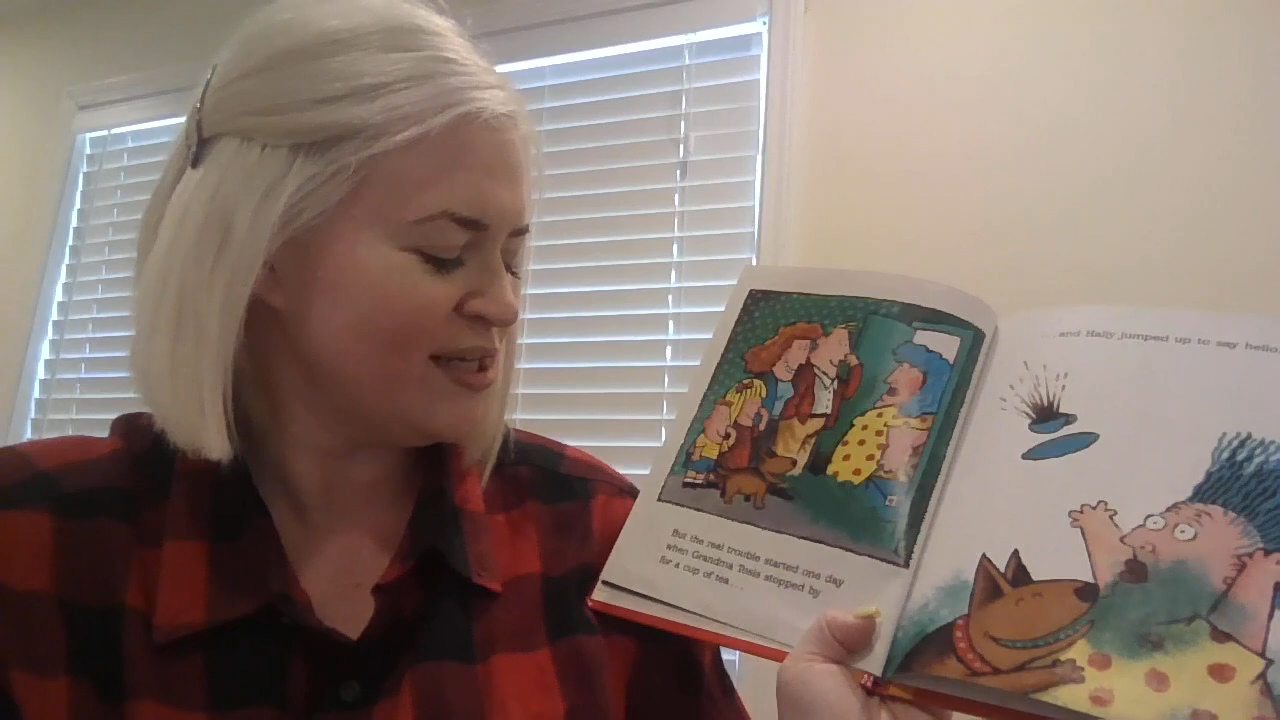 But the real trouble started one day
when Grandma Tosis stopped by
for a cup of tea . . .
. . . and Hally jumped up to say hello.